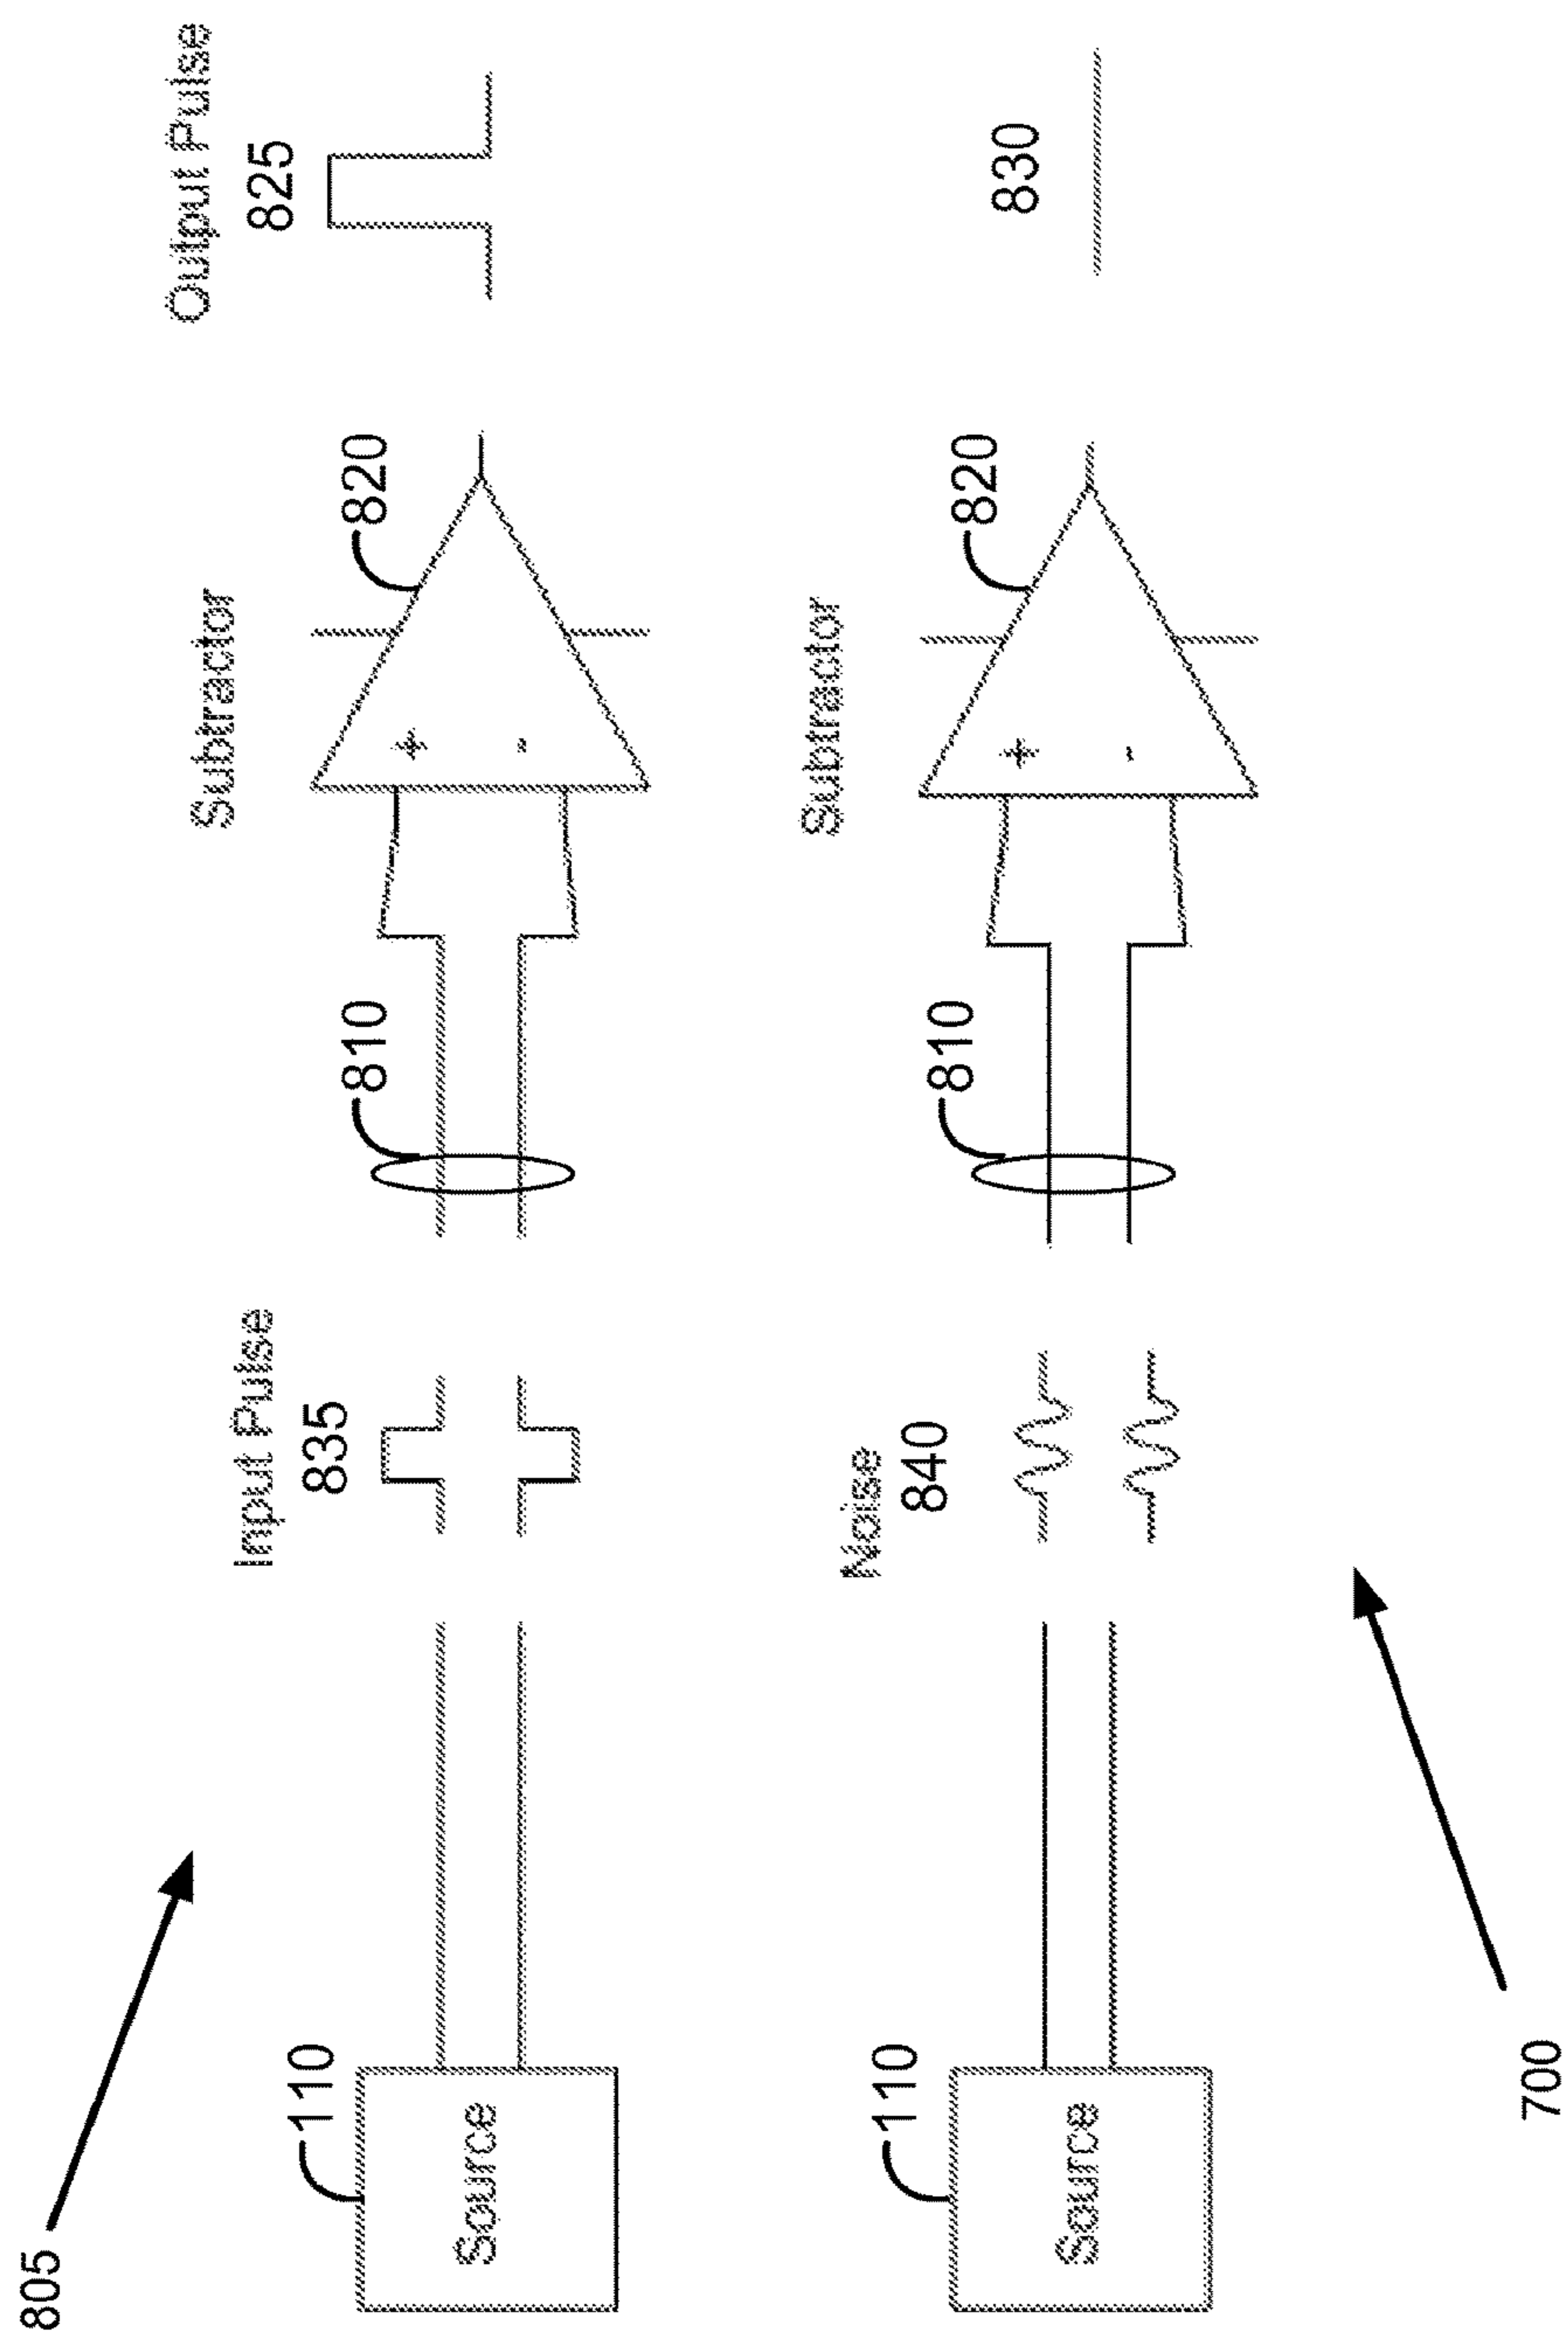 805
110
Source
Input Pulse
835
810
Subtractor
820
+
-
Output Pulse
825
110
Source
Noise
840
810
Subtractor
820
+
-
830
700